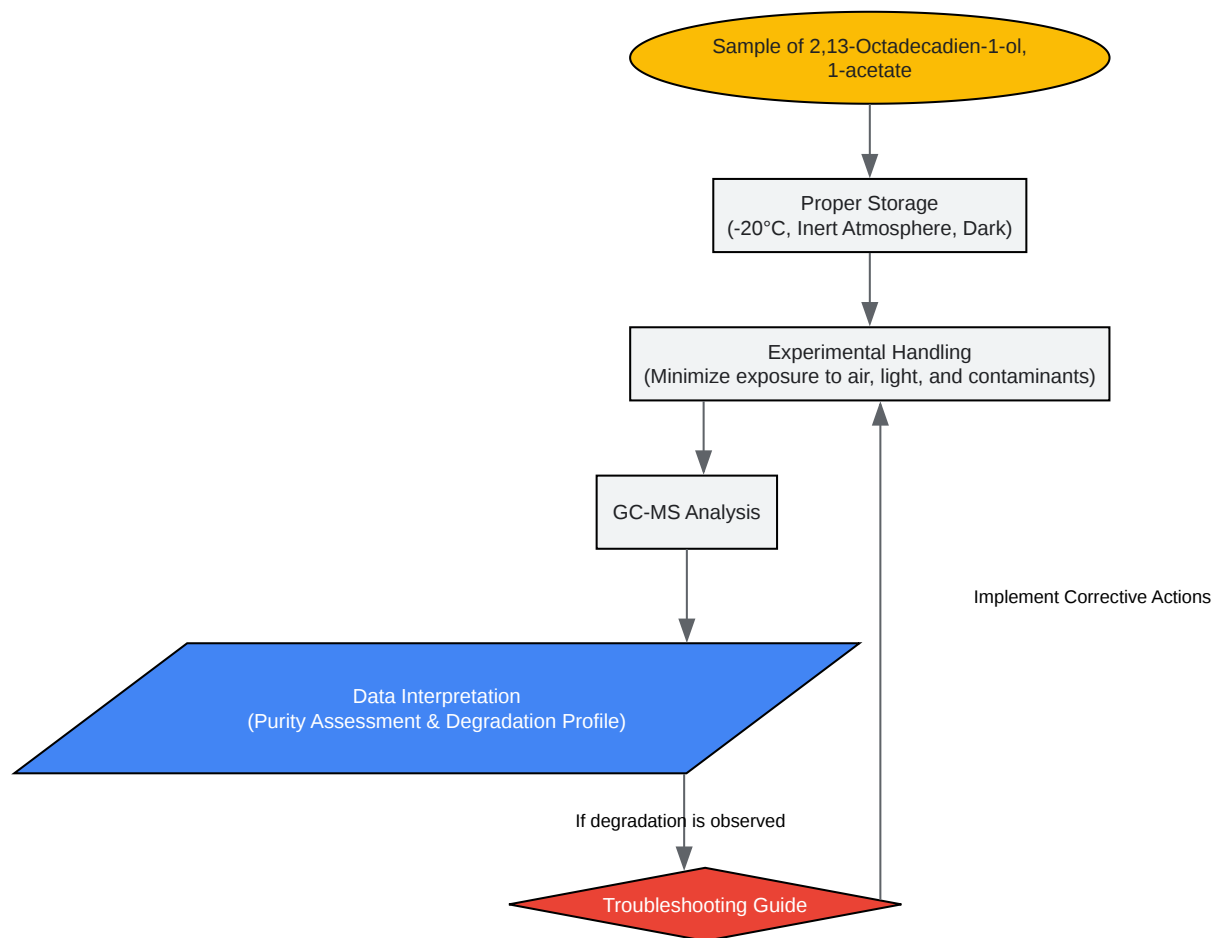 Sample of 2,13-Octadecadien-1-ol,
1-acetate
Proper Storage
(-20°C, Inert Atmosphere, Dark)
Experimental Handling
(Minimize exposure to air, light, and contaminants)
GC-MS Analysis
Implement Corrective Actions
Data Interpretation
(Purity Assessment & Degradation Profile)
If degradation is observed
Troubleshooting Guide